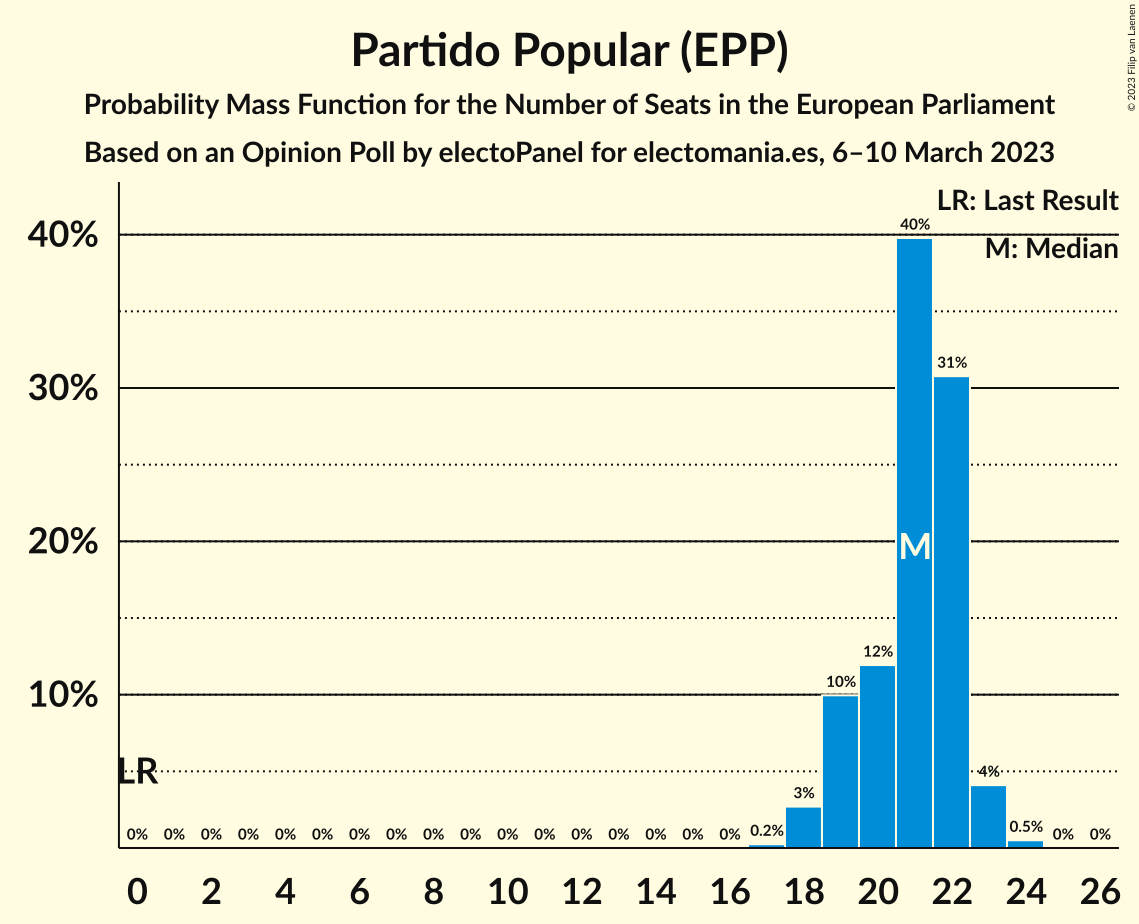 Partido Popular (EPP)
Probability Mass Function for the Number of Seats in the European Parliament
Based on an Opinion Poll by electoPanel for electomania.es, 6–10 March 2023
© 2023 Filip van Laenen
LR: Last Result
M: Median
40%
30%
20%
10%
LR
M
0% 0% 0% 0% 0% 0% 0% 0% 0% 0% 0% 0% 0% 0% 0% 0% 0% 0.2% 3% 10% 12% 40% 31% 4% 0.5% 0% 0%
0 2 4 6 8 10 12 14 16 18 20 22 24 26